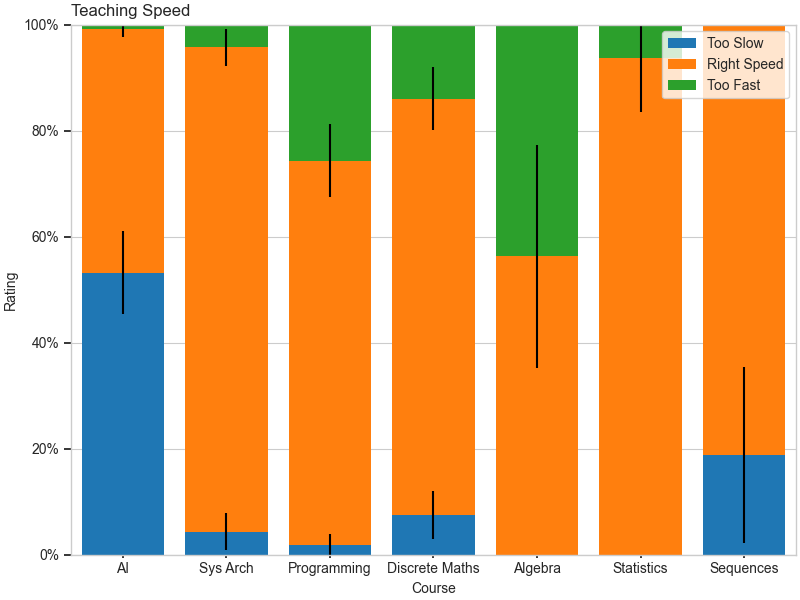 Teaching Speed
100%
80%
60%
40%
20%
0%
Rating
Too Slow
Right Speed
Too Fast
AI Sys Arch Programming Discrete Maths Algebra Statistics Sequences
Course